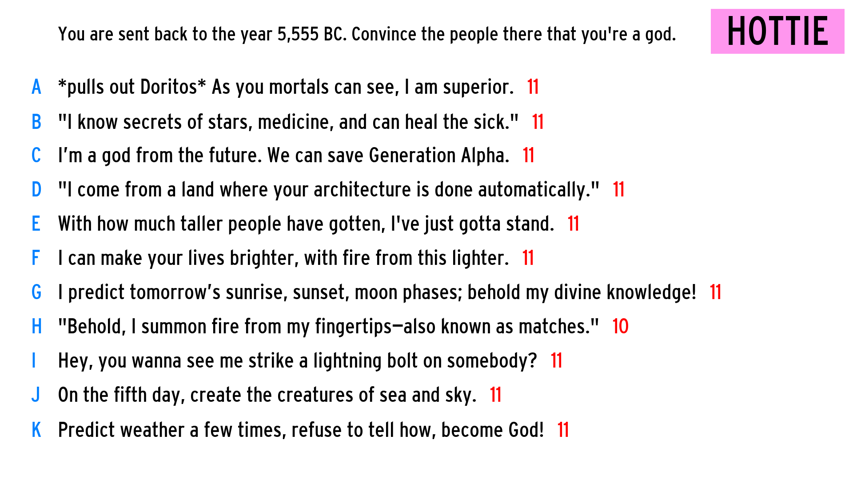 You are sent back to the year 5,555 BC. Convince the people there that you're a god.
HOTTIE
A *pulls out Doritos* As you mortals can see, I am superior. 11
B "I know secrets of stars, medicine, and can heal the sick." 11
C I’m a god from the future. We can save Generation Alpha. 11
D "I come from a land where your architecture is done automatically." 11
E With how much taller people have gotten, I've just gotta stand. 11
F I can make your lives brighter, with fire from this lighter. 11
G I predict tomorrow’s sunrise, sunset, moon phases; behold my divine knowledge! 11
H "Behold, I summon fire from my fingertips—also known as matches." 10
I Hey, you wanna see me strike a lightning bolt on somebody? 11
J On the fifth day, create the creatures of sea and sky. 11
K Predict weather a few times, refuse to tell how, become God! 11